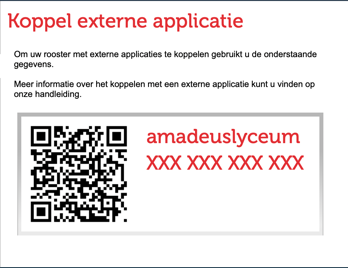 Koppel externe applicatie
Om uw rooster met externe applicaties te koppelen gebruikt u de onderstaande
gegevens.
Meer informatie over het koppelen met een externe applicatie kunt u vinden op
onze handleiding.
amadeuslyceum
XXX XXX XXX XXX